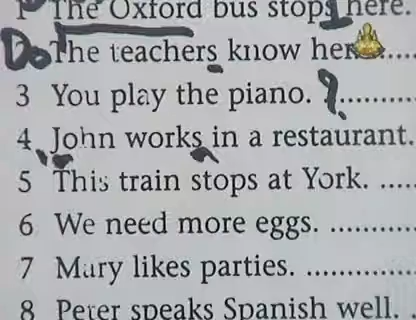 1 The Oxford bus stops here.
Do The teachers know her.....
3 You play the piano. ?..........
4 John works in a restaurant.
5 This train stops at York. .....
6 We need more eggs. ...........
7 Mary likes parties. .............
8 Peter speaks Spanish well. .